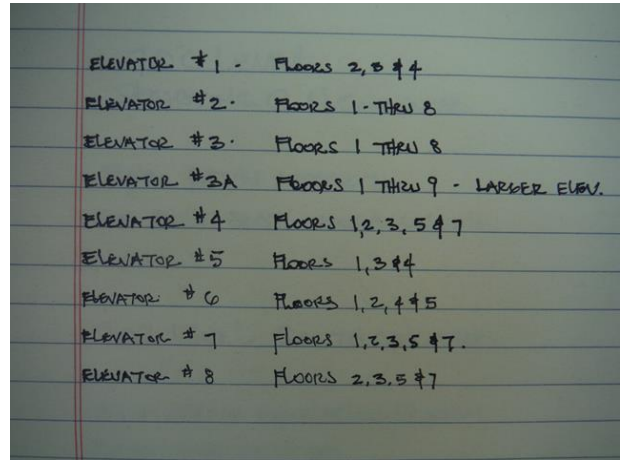 ELEVATOR #1 - FLOORS 2, 3 & 4
ELEVATOR #2. FLOORS 1 - THRU 8
ELEVATOR #3. FLOORS 1 THRU 8
ELEVATOR #3A FLOORS 1 THRU 9 - LARGER ELEV.
ELEVATOR #4 FLOORS 1,2,3,5 & 7
ELEVATOR #5 FLOORS 1,3 & 4
ELEVATOR #6 FLOORS 1,2,4 & 5
ELEVATOR #7 FLOORS 1,2,3,5 & 7.
ELEVATOR #8 FLOORS 2,3,5 & 7